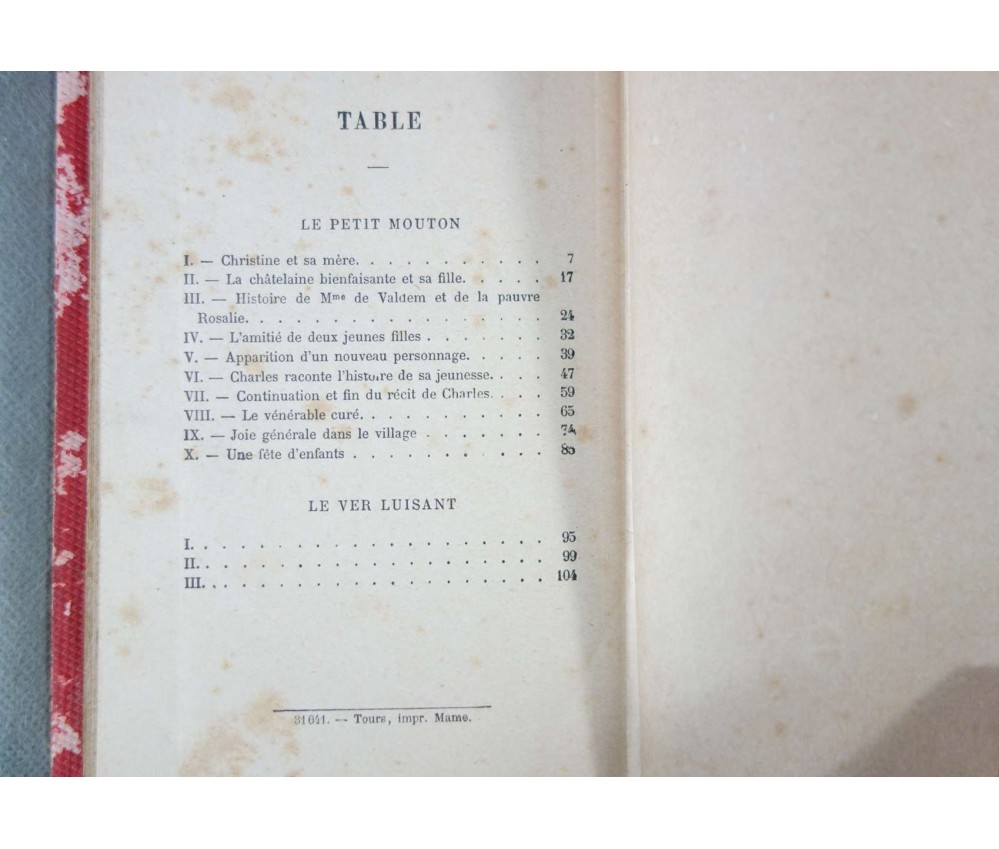 TABLE
LE PETIT MOUTON
I. — Christine et sa mère. . . . . . . . . . . 7
II. — La châtelaine bienfaisante et sa fille. . . . . 17
III. — Histoire de Mme de Valdem et de la pauvre
Rosalie. . . . . . . . . . . . . . . . 24
IV. — L'amitié de deux jeunes filles . . . . . . . 32
V. — Apparition d'un nouveau personnage. . . . . 39
VI. — Charles raconte l'histoire de sa jeunesse. . . . 47
VII. — Continuation et fin du récit de Charles. . . . 59
VIII. — Le vénérable curé. . . . . . . . . . . 65
IX. — Joie générale dans le village . . . . . . . 74
X. — Une fête d'enfants . . . . . . . . . . . 85
LE VER LUISANT
I. . . . . . . . . . . . . . . . . . . . 95
II. . . . . . . . . . . . . . . . . . . . 99
III. . . . . . . . . . . . . . . . . . . 104
31641. — Tours, impr. Mame.